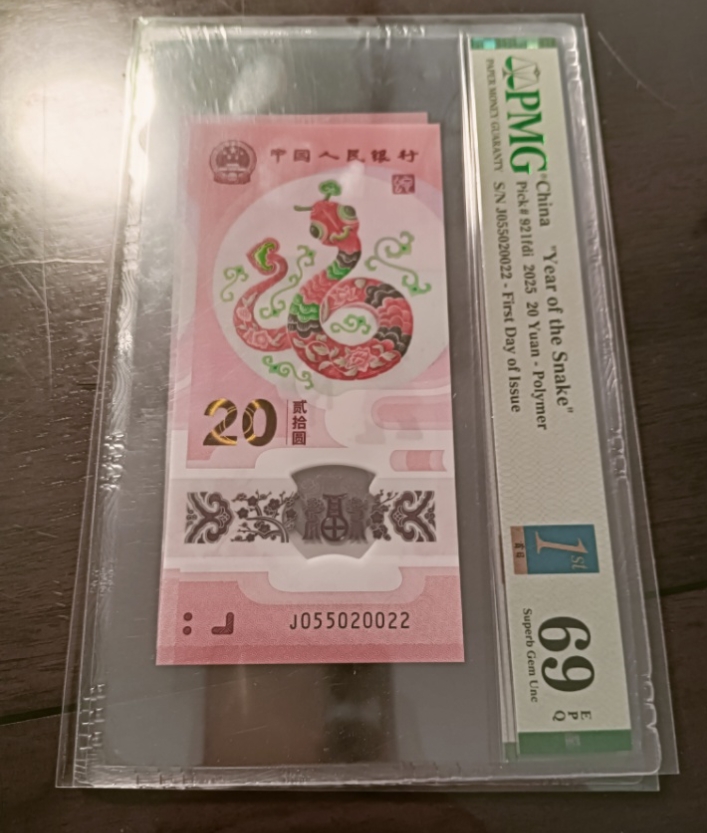 中国人民银行
20
贰拾圆
福
J055020022
PMG
PAPER MONEY GUARANTY
China "Year of the Snake"
Pick# 921fdi 2025 20 Yuan - Polymer
S/N J055020022 - First Day of Issue
1st
69
EPQ
Superb Gem Unc